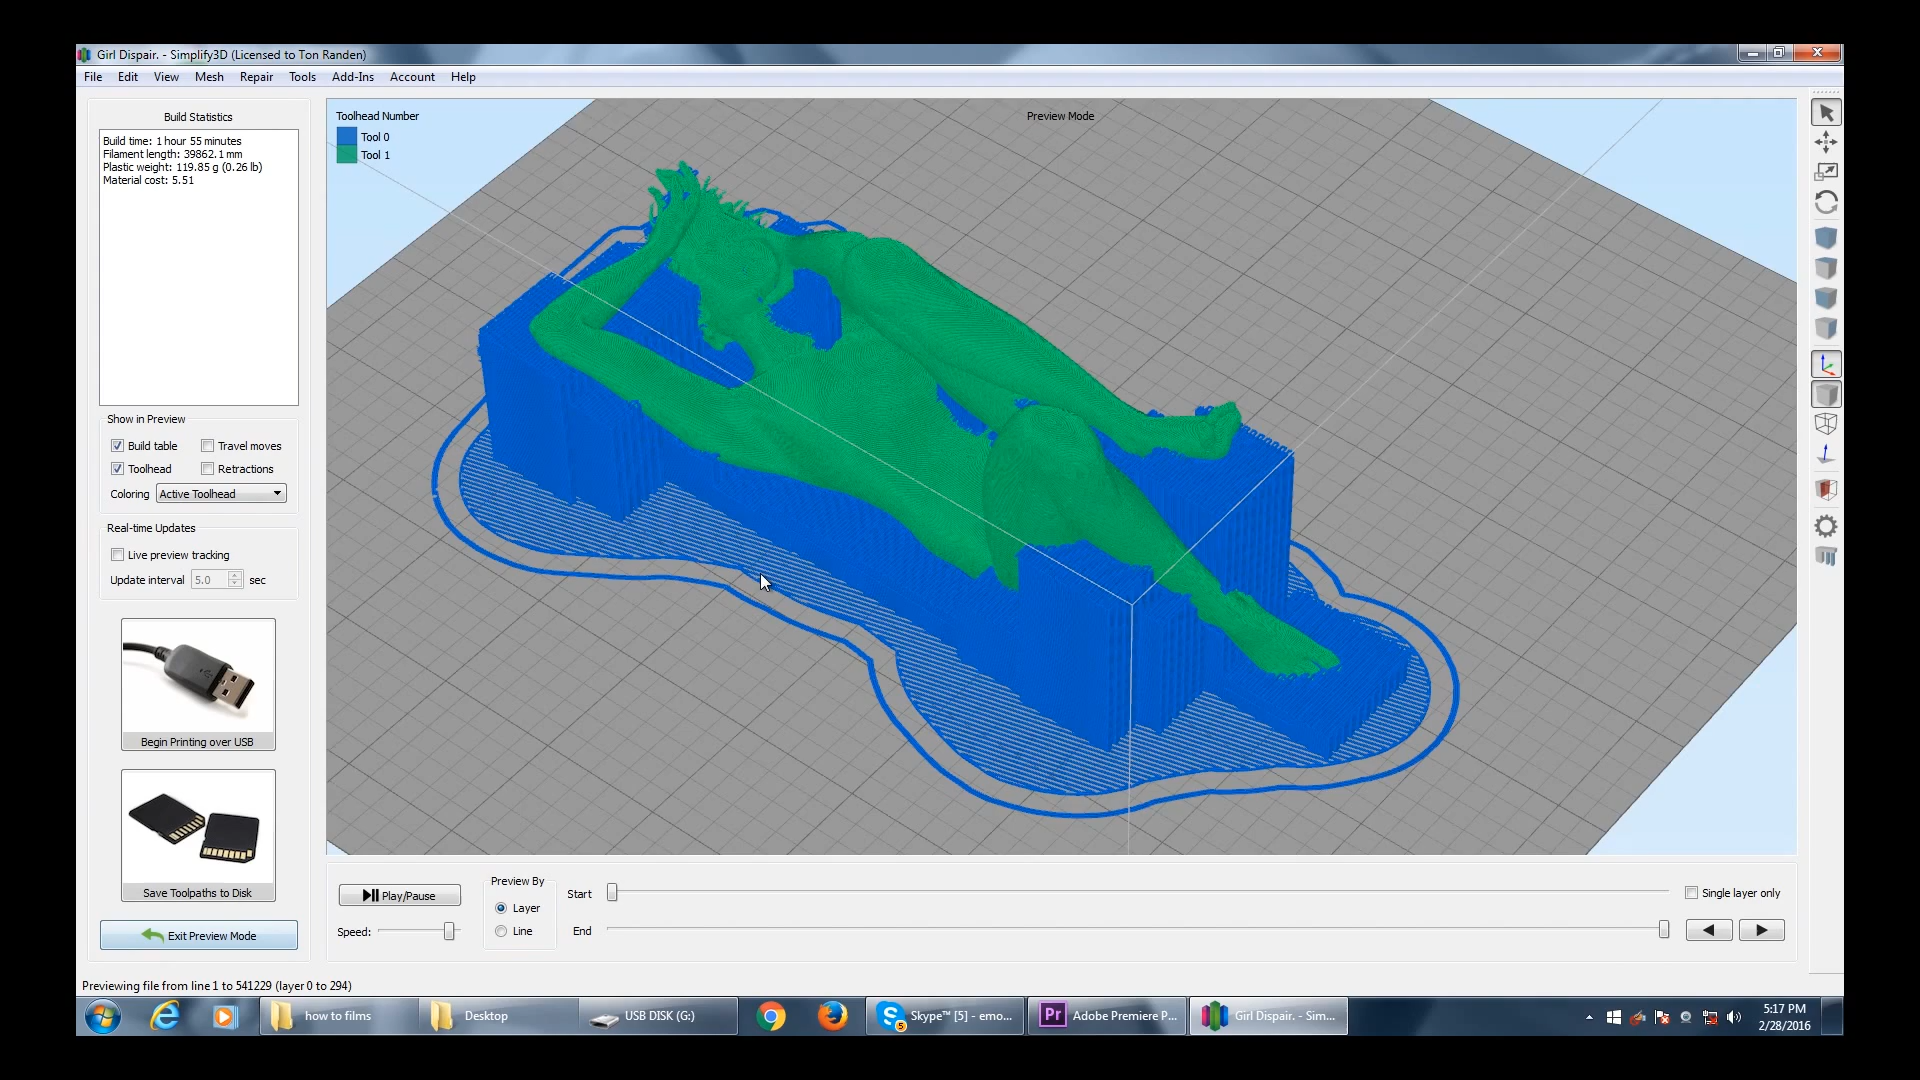 Girl Dispair. - Simplify3D (Licensed to Ton Randen)
File Edit View Mesh Repair Tools Add-Ins Account Help
Build Statistics
Build time: 1 hour 55 minutes
Filament length: 39862.1 mm
Plastic weight: 119.85 g (0.26 lb)
Material cost: 5.51
Show in Preview
Build table Travel moves
Toolhead Retractions
Coloring Active Toolhead
Real-time Updates
Live preview tracking
Update interval 5.0 sec
Begin Printing over USB
Save Toolpaths to Disk
Exit Preview Mode
Toolhead Number
Tool 0
Tool 1
Preview Mode
Play/Pause
Speed:
Preview By
Layer
Line
Start
End
Single layer only
Previewing file from line 1 to 541229 (layer 0 to 294)
how to films
Desktop
USB DISK (G:)
5
Skype™ [5] - emo...
Pr
Adobe Premiere P...
Girl Dispair. - Sim...
5:17 PM
2/28/2016